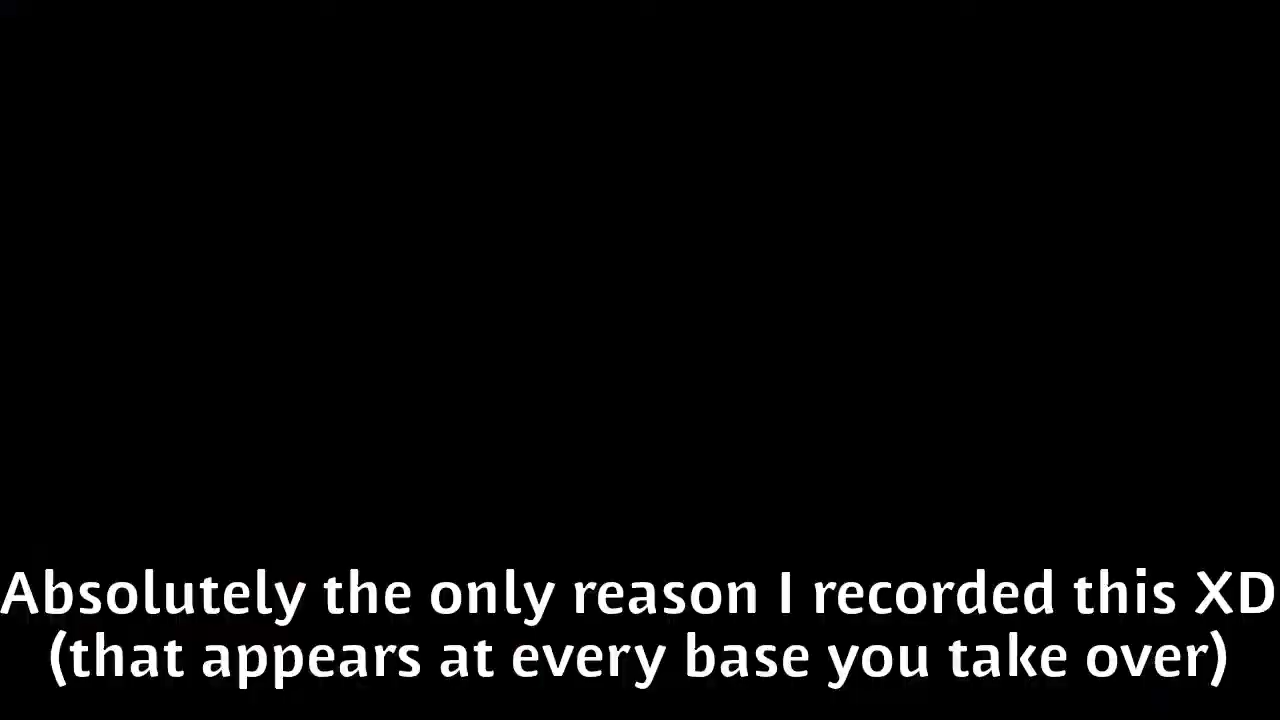 Absolutely the only reason I recorded this XD
(that appears at every base you take over)